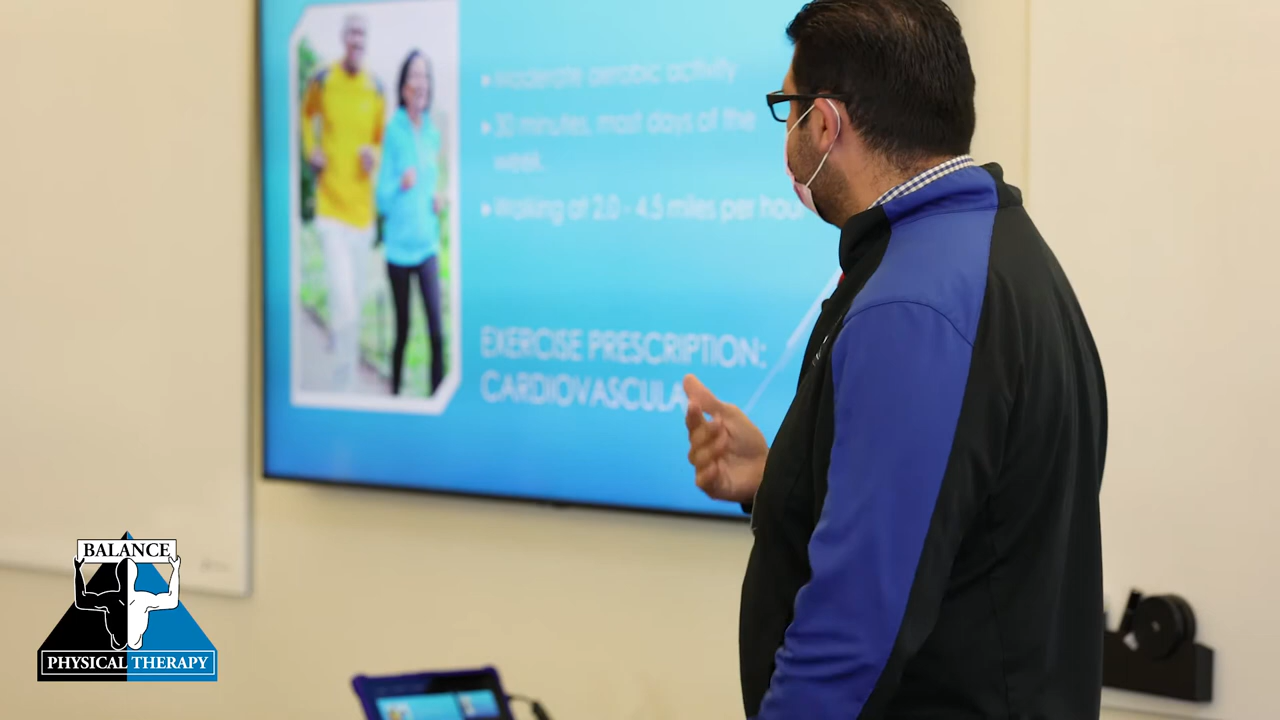 Moderate aerobic activity
30 minutes, most days of the
week.
Walking at 2.0 - 4.5 miles per hour
EXERCISE PRESCRIPTION:
CARDIOVASCULA
BALANCE
PHYSICAL THERAPY